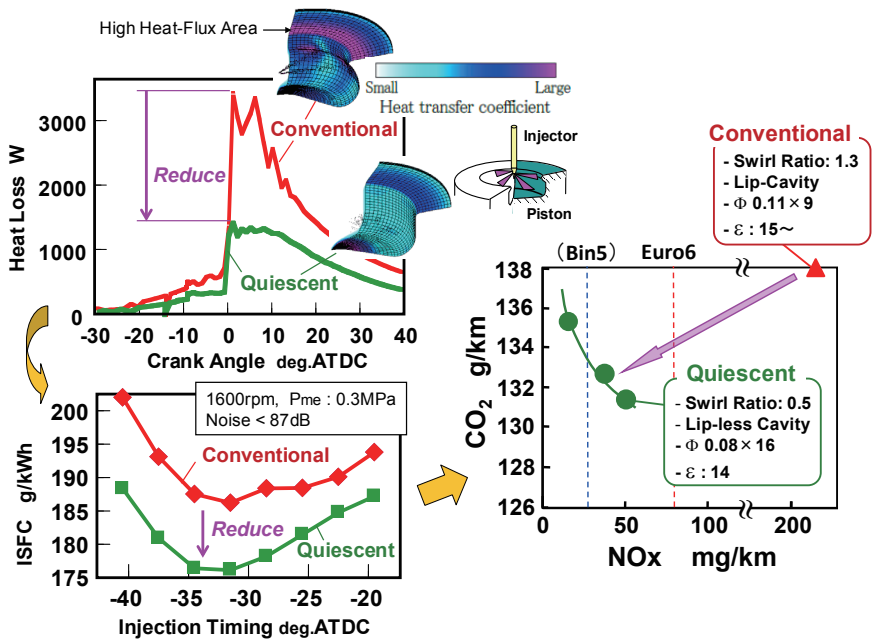 High Heat-Flux Area
Small Large
Heat transfer coefficient
Injector
Piston
Heat Loss W
3000
2000
1000
0
-30 -20 -10 0 10 20 30 40
Crank Angle deg.ATDC
Conventional
Reduce
Quiescent
ISFC g/kWh
200
195
190
185
180
175
-40 -35 -30 -25 -20
Injection Timing deg.ATDC
1600rpm, Pme : 0.3MPa
Noise < 87dB
Conventional
Reduce
Quiescent
Conventional
- Swirl Ratio: 1.3
- Lip-Cavity
- Φ 0.11×9
- ε : 15~
(Bin5) Euro6
CO2 g/km
138
136
134
132
130
128
126
0 50 100 200
NOx mg/km
Quiescent
- Swirl Ratio: 0.5
- Lip-less Cavity
- Φ 0.08×16
- ε : 14